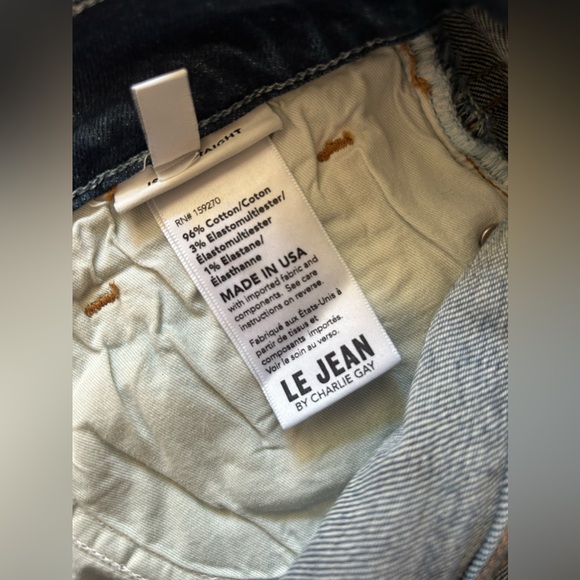 RN# 159270
96% Cotton/Coton
3% Elastomultiester/
Élastomultiester
1% Elastane/
Élasthanne
MADE IN USA
with imported fabric and
components. See care
instructions on reverse.
Fabriqué aux États-Unis à
partir de tissus et
composants importés.
Voir le soin au verso.
LE JEAN
BY CHARLIE GAY